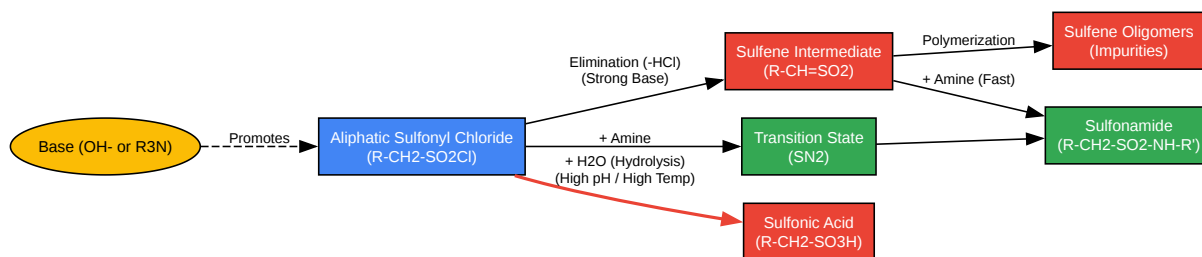 Base (OH- or R3N)
Promotes
Aliphatic Sulfonyl Chloride
(R-CH2-SO2Cl)
Elimination (-HCl)
(Strong Base)
+ Amine
+ H2O (Hydrolysis)
(High pH / High Temp)
Sulfene Intermediate
(R-CH=SO2)
Transition State
(SN2)
Sulfonic Acid
(R-CH2-SO3H)
Polymerization
+ Amine (Fast)
Sulfene Oligomers
(Impurities)
Sulfonamide
(R-CH2-SO2-NH-R')